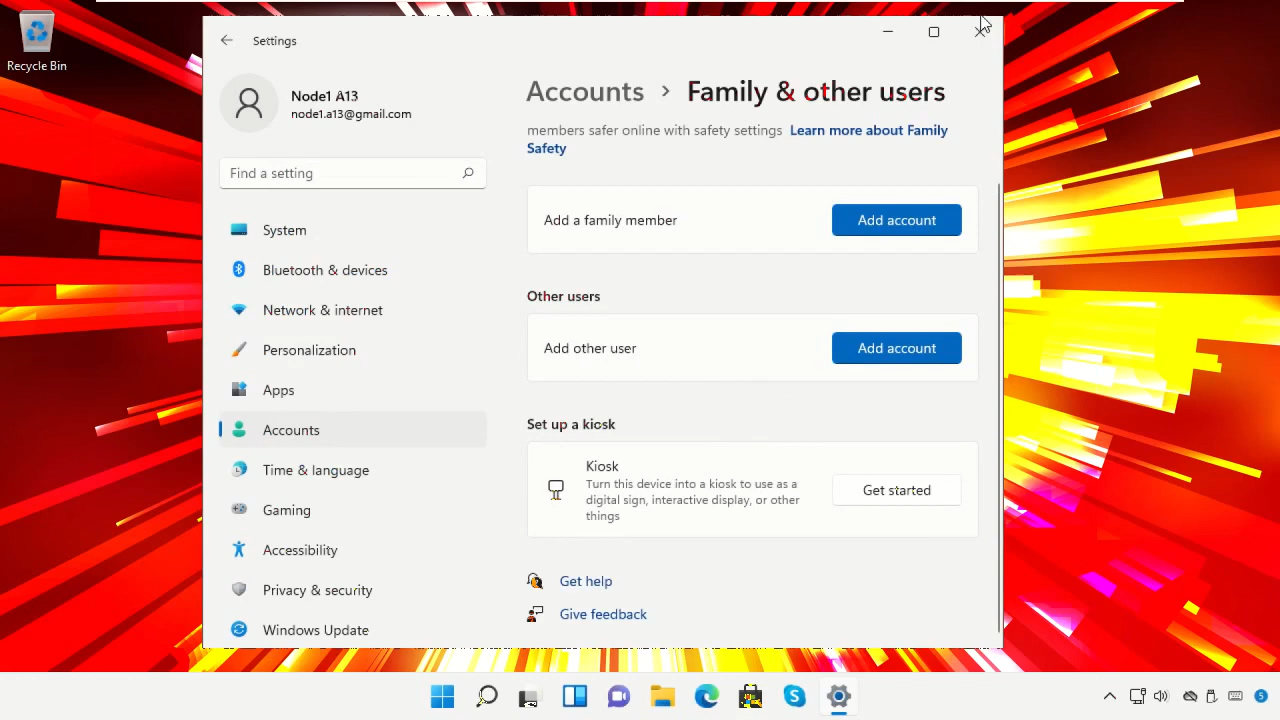 Recycle Bin
Settings
Node1 A13
node1.a13@gmail.com
Find a setting
System
Bluetooth & devices
Network & internet
Personalization
Apps
Accounts
Time & language
Gaming
Accessibility
Privacy & security
Windows Update
Accounts › Family & other users
members safer online with safety settings Learn more about Family
Safety
Add a family member
Add account
Other users
Add other user
Add account
Set up a kiosk
Kiosk
Turn this device into a kiosk to use as a
digital sign, interactive display, or other
things
Get started
Get help
Give feedback
5